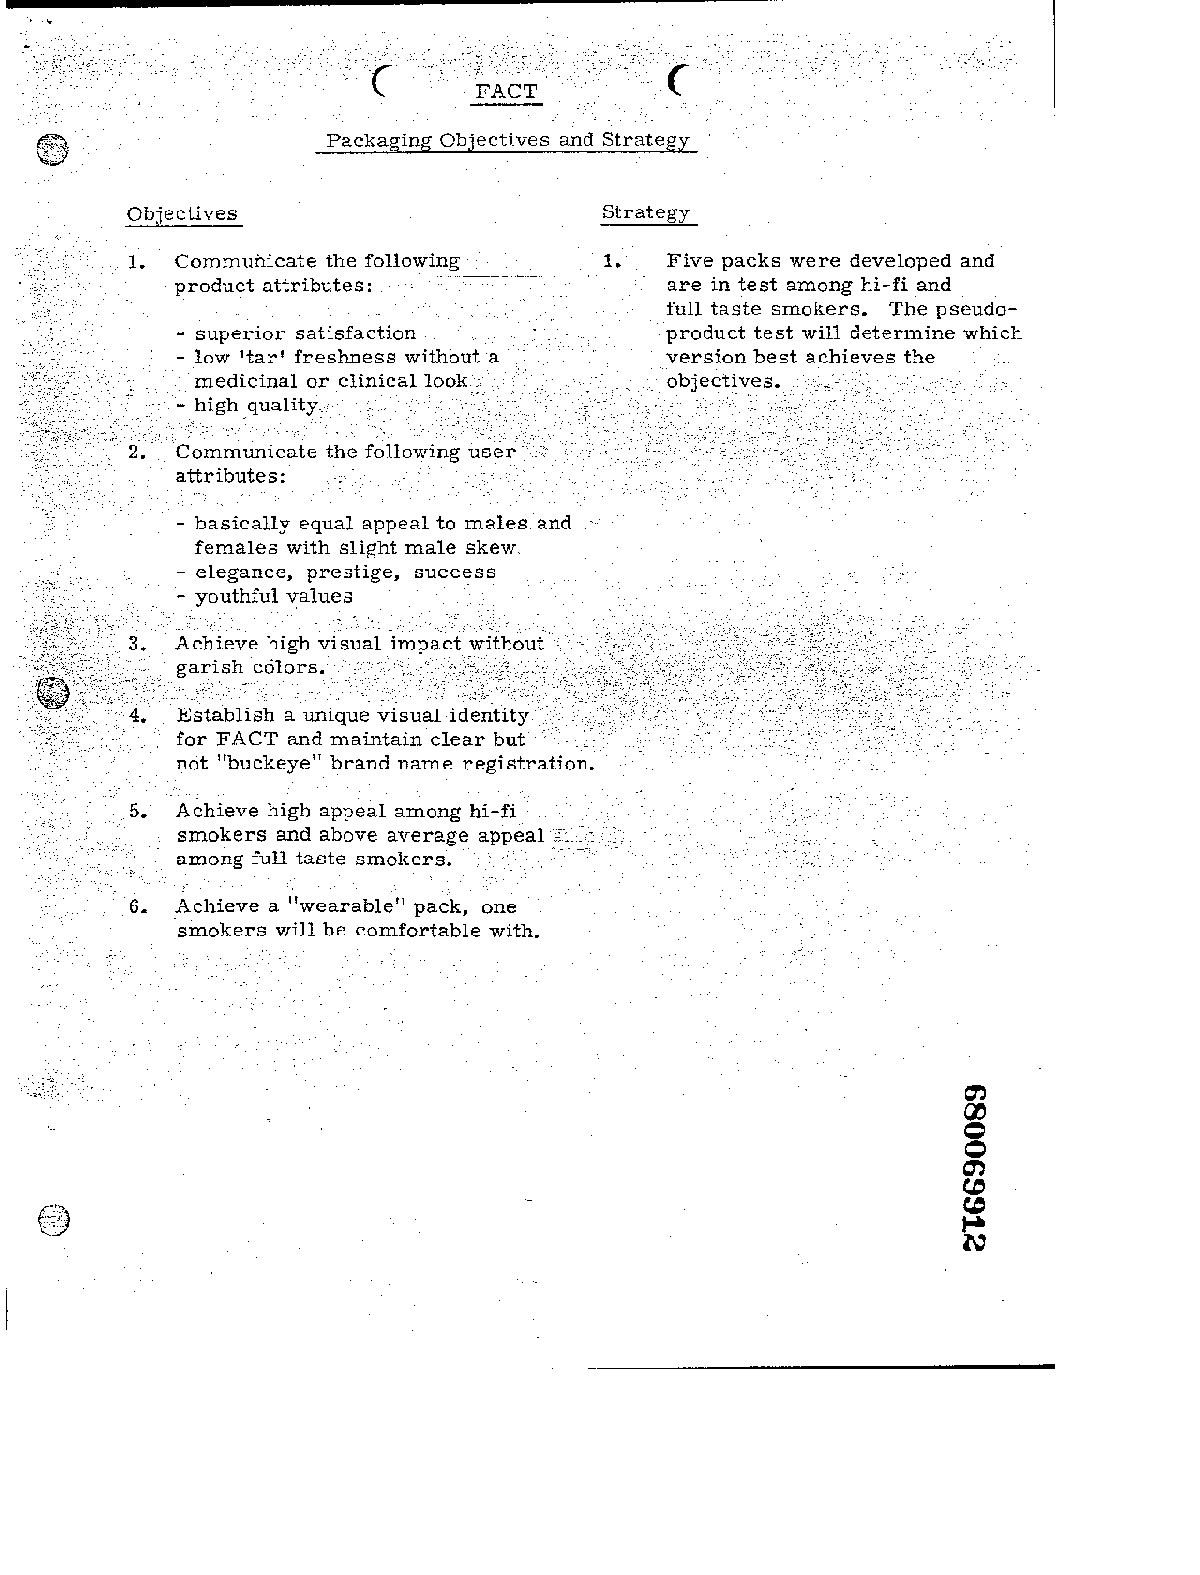 FACT
Packaging Objectives and Strategy
Objectives
1. Communicate the following
product attributes:
- superior satisfaction
- low 'tar' freshness without a
medicinal or clinical look
- high quality
2. Communicate the following user
attributes:
- basically equal appeal to males and
females with slight male skew.
- elegance, prestige, success
- youthful values
3. Achieve high visual impact without
garish colors.
4. Establish a unique visual identity
for FACT and maintain clear but
not "buckeye" brand name registration.
5. Achieve high appeal among hi-fi
smokers and above average appeal
among full taste smokers.
6. Achieve a "wearable" pack, one
smokers will be comfortable with.
Strategy
1. Five packs were developed and
are in test among hi-fi and
full taste smokers. The pseudo-
product test will determine which
version best achieves the
objectives.
680069912